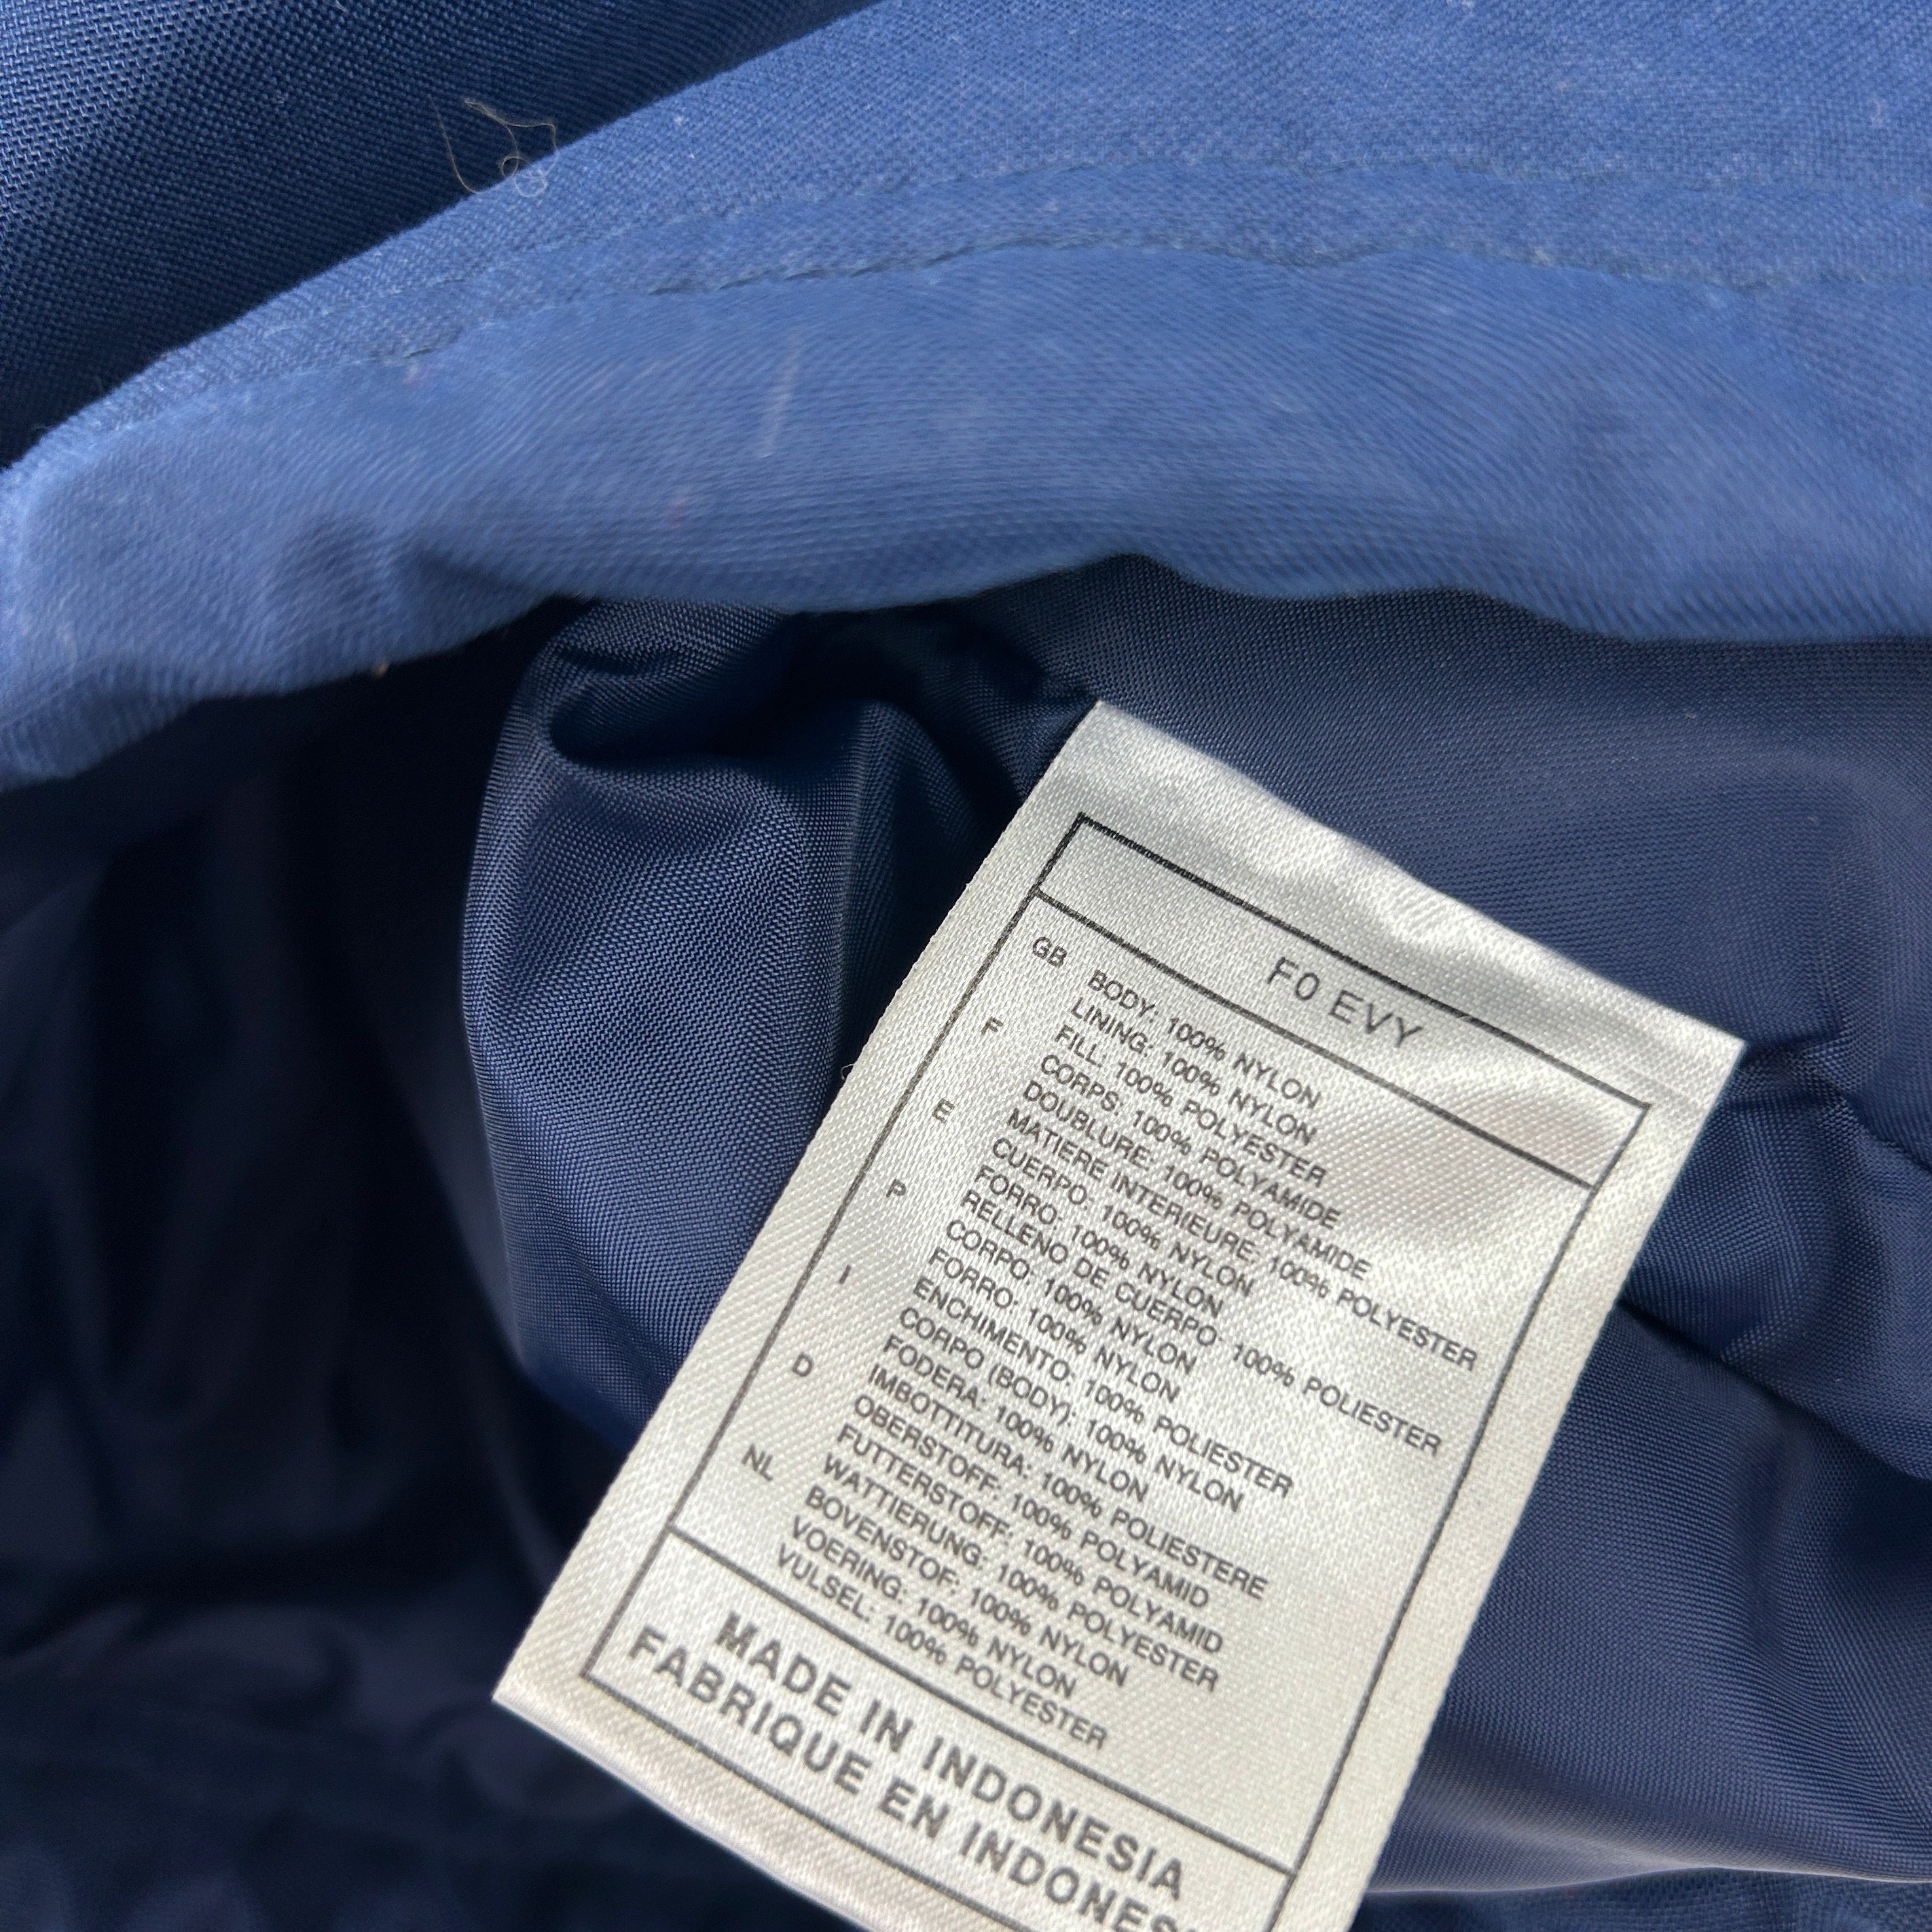 F0 EVY
GB BODY: 100% NYLON
LINING: 100% NYLON
FILL: 100% POLYESTER
F CORPS: 100% POLYAMIDE
DOUBLURE: 100% POLYAMIDE
MATIERE INTERIEURE: 100% POLYESTER
E CUERPO: 100% NYLON
FORRO: 100% NYLON
RELLENO DE CUERPO: 100% POLIESTER
P CORPO: 100% NYLON
FORRO: 100% NYLON
ENCHIMENTO: 100% POLIESTER
I CORPO (BODY): 100% NYLON
FODERA: 100% NYLON
IMBOTTITURA: 100% POLIESTERE
D OBERSTOFF: 100% POLYAMID
FUTTERSTOFF: 100% POLYAMID
WATTIERUNG: 100% POLYESTER
NL BOVENSTOF: 100% NYLON
VOERING: 100% NYLON
VULSEL: 100% POLYESTER
MADE IN INDONESIA
FABRIQUE EN INDONES